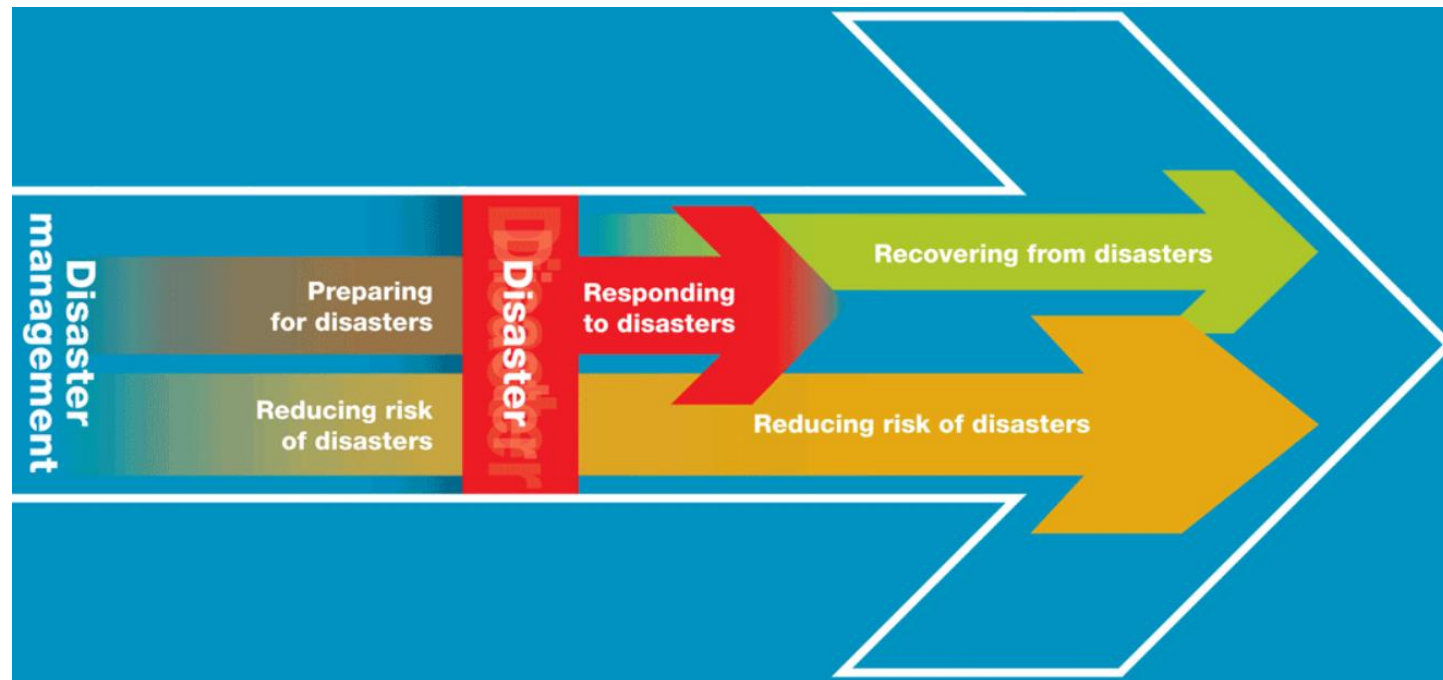 Disaster
management
Preparing
for disasters
Reducing risk
of disasters
Disaster
Responding
to disasters
Recovering from disasters
Reducing risk of disasters